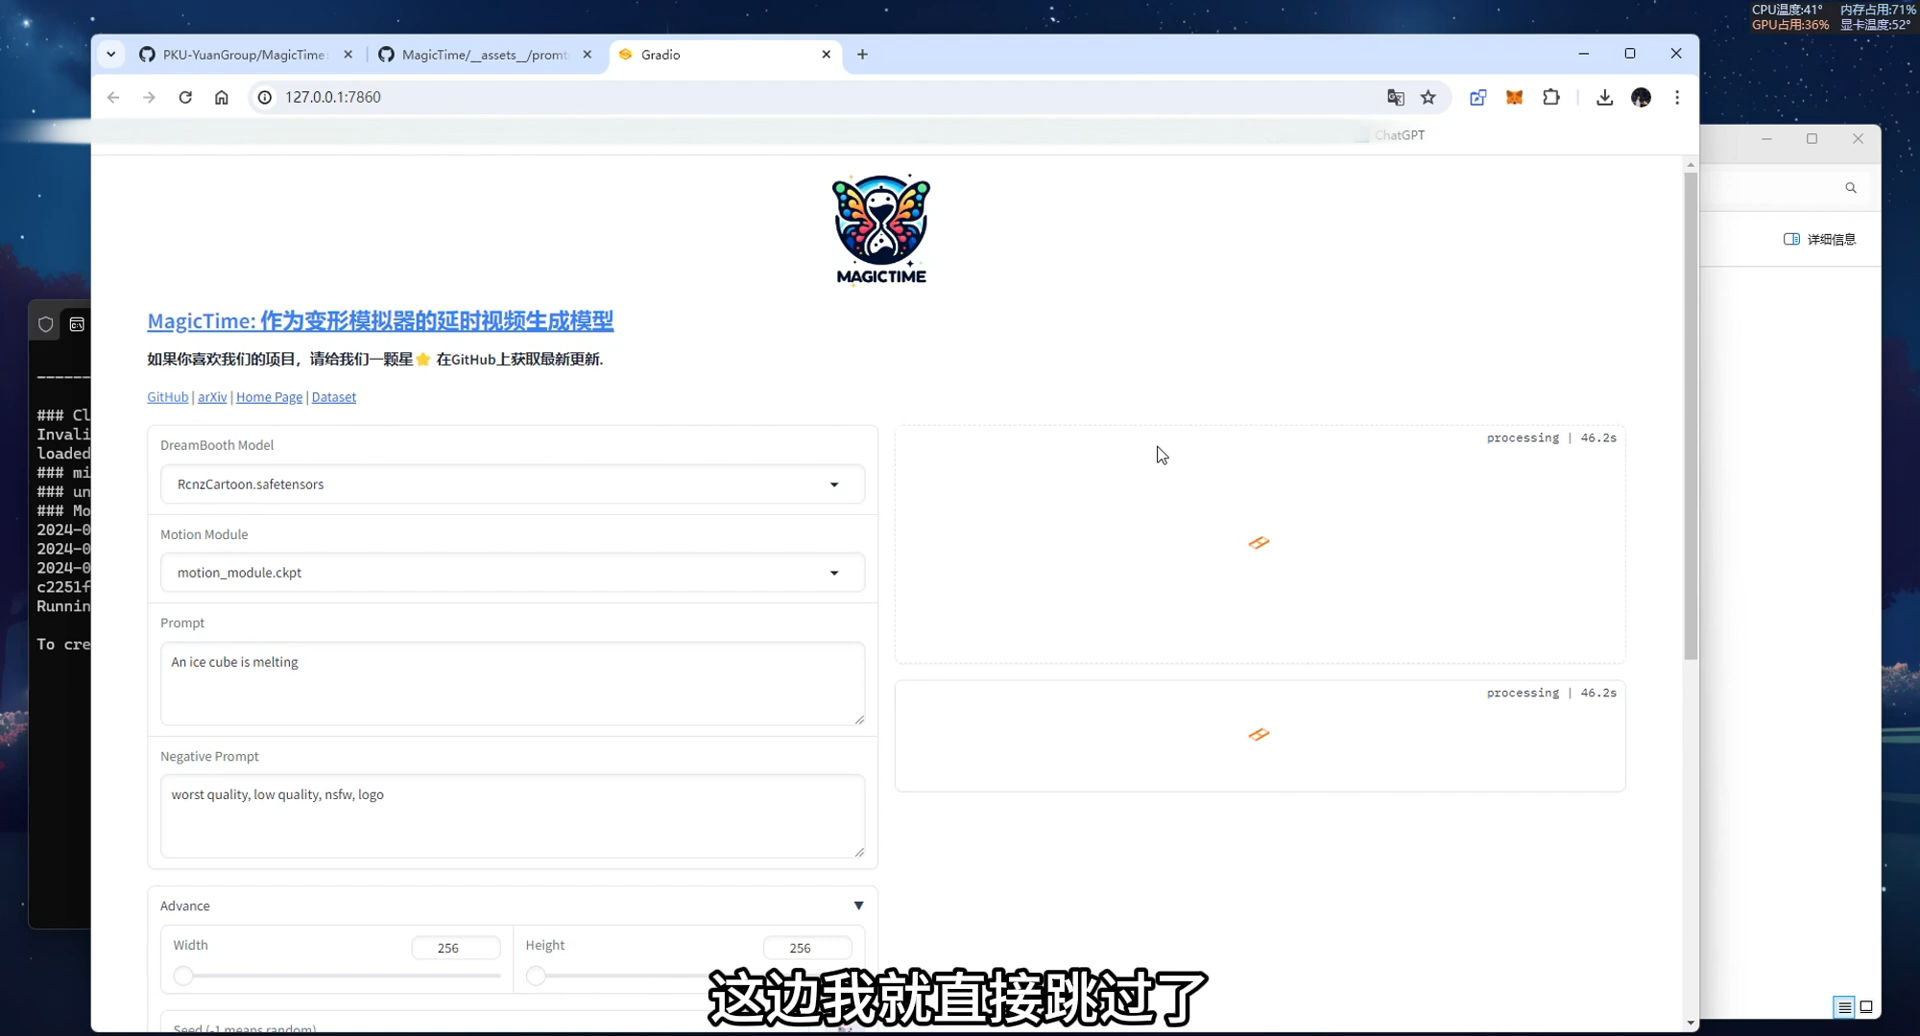 CPU温度:41° 内存占用:71%
GPU占用:36% 显卡温度:52°
PKU-YuanGroup/MagicTime:
MagicTime/__assets__/promt
Gradio
127.0.0.1:7860
ChatGPT
详细信息
MAGICTIME
MagicTime: 作为变形模拟器的延时视频生成模型
如果你喜欢我们的项目，请给我们一颗星⭐ 在GitHub上获取最新更新.
GitHub | arXiv | Home Page | Dataset
DreamBooth Model
RcnzCartoon.safetensors
Motion Module
motion_module.ckpt
Prompt
An ice cube is melting
Negative Prompt
worst quality, low quality, nsfw, logo
Advance
Width
256
Height
256
Seed (-1 means random)
processing | 46.2s
processing | 46.2s
### Cl
Invali
loaded
### mi
### un
### Mo
2024-0
2024-0
2024-0
c2251f
Runnin
To cre
这边我就直接跳过了